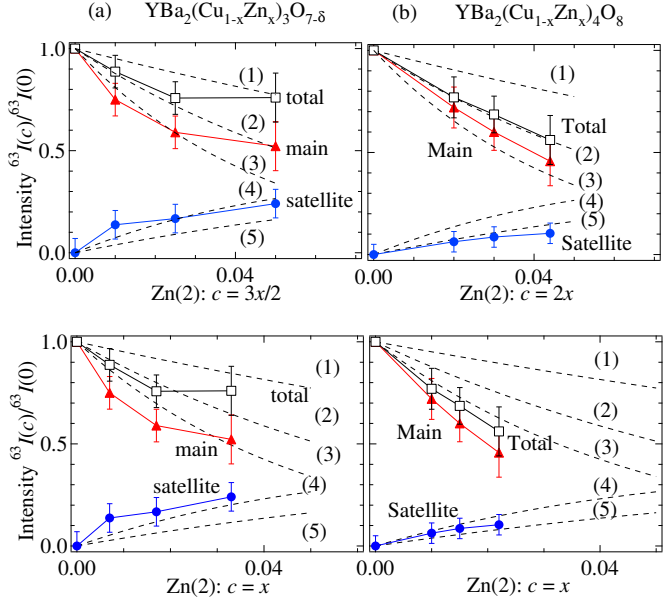 (a) YBa₂(Cu₁₋ₓZnₓ)₃O₇₋δ
(b) YBa₂(Cu₁₋ₓZnₓ)₄O₈
Intensity ⁶³I(c)/⁶³I(0)
1.0
0.5
0.0
(1)
total
(2)
main
(3)
(4)
satellite
(5)
0.00
0.04
Zn(2): c = 3x/2
(1)
Total
Main
(2)
(3)
(4)
(5)
Satellite
0.00
0.04
Zn(2): c = 2x
Intensity ⁶³I(c)/⁶³I(0)
1.0
0.5
0.0
(1)
total
(2)
main
(3)
satellite
(4)
(5)
0.00
0.04
Zn(2): c = x
(1)
(2)
Main
Total
(3)
(4)
Satellite
(5)
0.00
0.04
Zn(2): c = x